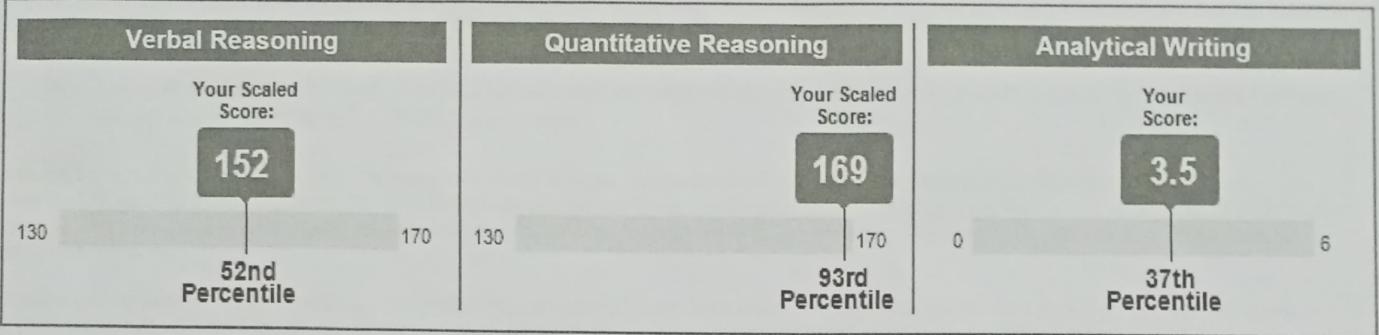 Verbal Reasoning
Your Scaled
Score:
152
130
170
52nd
Percentile
Quantitative Reasoning
Your Scaled
Score:
169
130
170
93rd
Percentile
Analytical Writing
Your
Score:
3.5
0
6
37th
Percentile